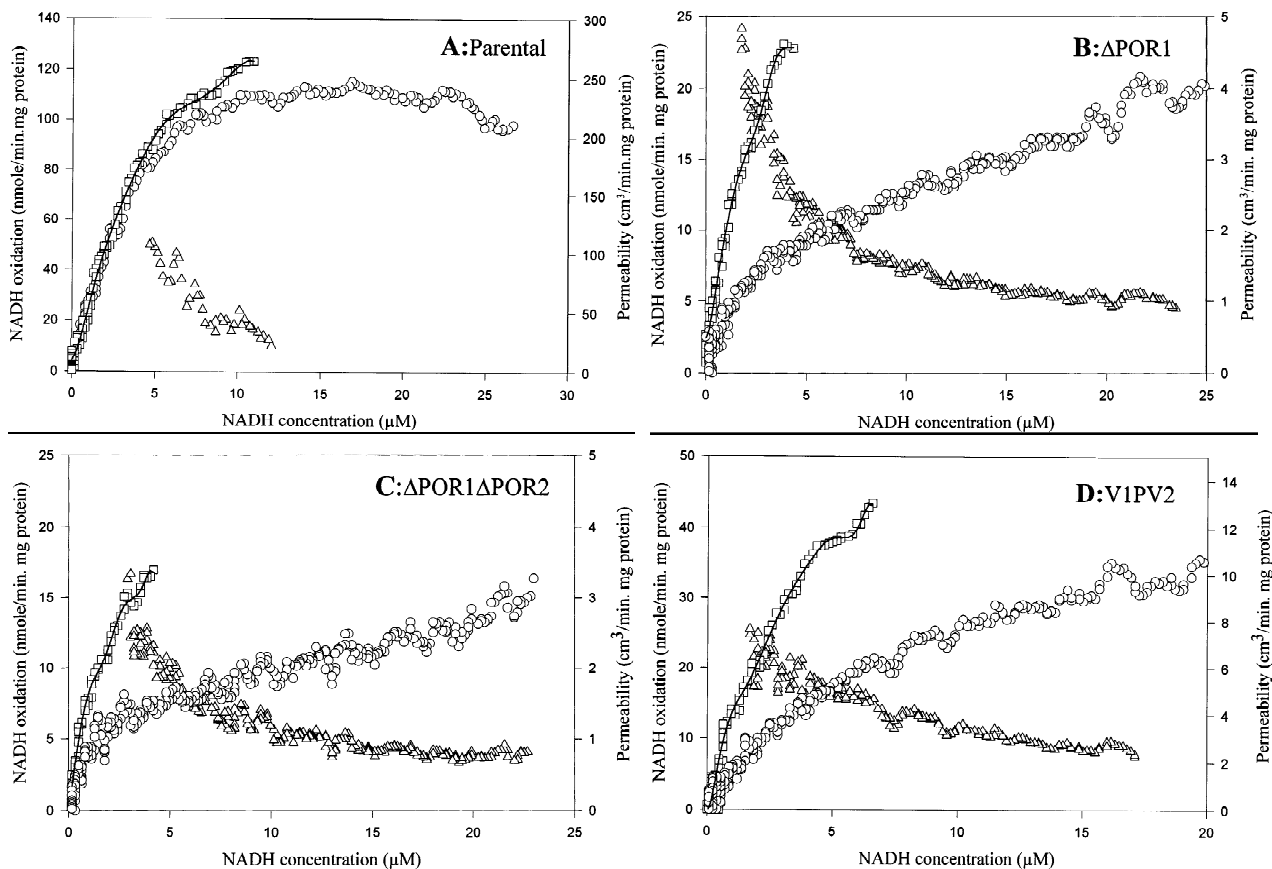 A:Parental
NADH oxidation (nmole/min.mg protein)
140
120
100
80
60
40
20
0
300
250
200
150
100
50
0
Permeability (cm³/min.mg protein)
0 5 10 15 20 25 30
NADH concentration (µM)
B:ΔPOR1
NADH oxidation (nmole/min. mg protein)
25
20
15
10
5
0
5
4
3
2
1
0
Permeability (cm³/min. mg protein)
0 5 10 15 20 25
NADH concentration (µM)
C:ΔPOR1ΔPOR2
NADH oxidation (nmole/min. mg protein)
25
20
15
10
5
0
5
4
3
2
1
0
Permeability (cm³/min. mg protein)
0 5 10 15 20 25
NADH concentration (µM)
D:V1PV2
NADH oxidation (nmole/min. mg protein)
50
40
30
20
10
0
14
12
10
8
6
4
2
0
Permeability (cm³/min. mg protein)
0 5 10 15 20
NADH concentration (µM)